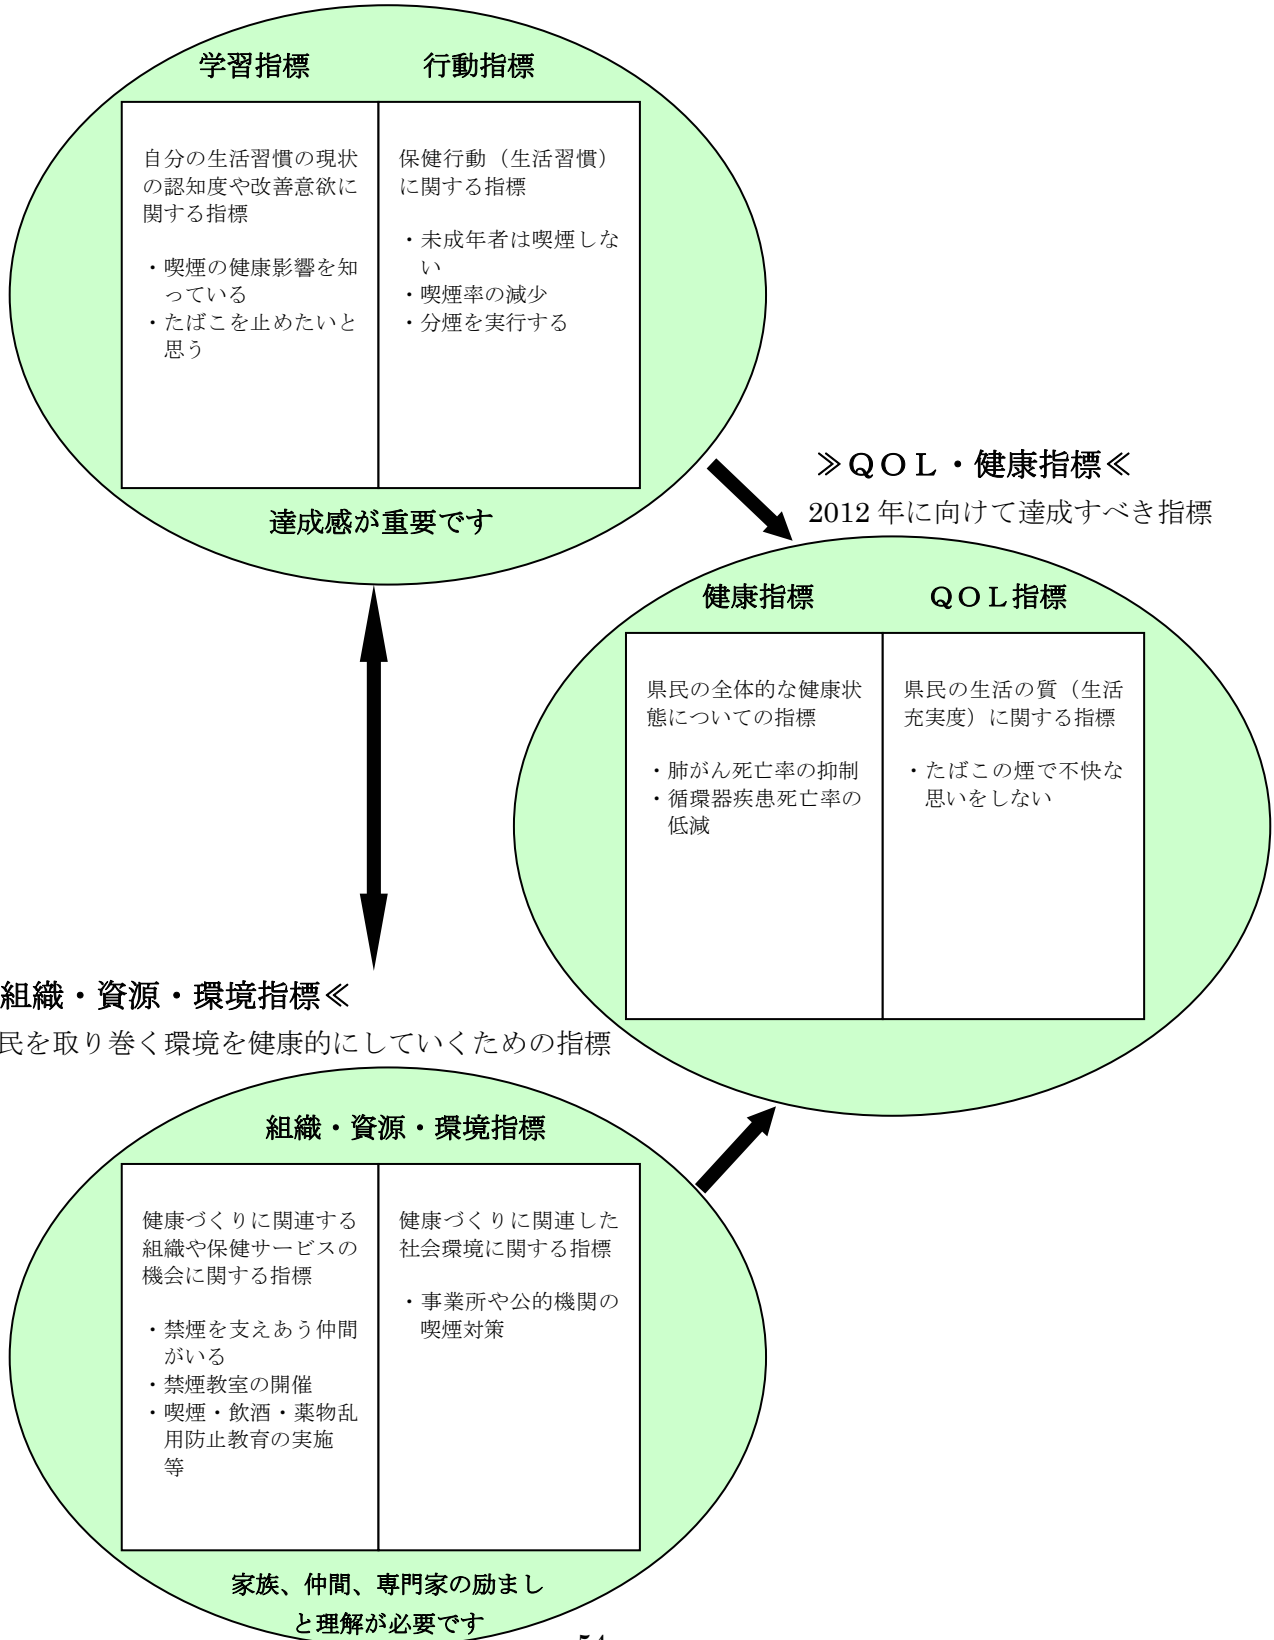 学習指標
行動指標
自分の生活習慣の現状
の認知度や改善意欲に
関する指標
・喫煙の健康影響を知
っている
・たばこを止めたいと
思う
保健行動（生活習慣）
に関する指標
・未成年者は喫煙しな
い
・喫煙率の減少
・分煙を実行する
達成感が重要です
≫ＱＯＬ・健康指標≪
2012 年に向けて達成すべき指標
健康指標
ＱＯＬ指標
県民の全体的な健康状
態についての指標
・肺がん死亡率の抑制
・循環器疾患死亡率の
低減
県民の生活の質（生活
充実度）に関する指標
・たばこの煙で不快な
思いをしない
組織・資源・環境指標≪
民を取り巻く環境を健康的にしていくための指標
組織・資源・環境指標
健康づくりに関連する
組織や保健サービスの
機会に関する指標
・禁煙を支えあう仲間
がいる
・禁煙教室の開催
・喫煙・飲酒・薬物乱
用防止教育の実施
等
健康づくりに関連した
社会環境に関する指標
・事業所や公的機関の
喫煙対策
家族、仲間、専門家の励まし
と理解が必要です